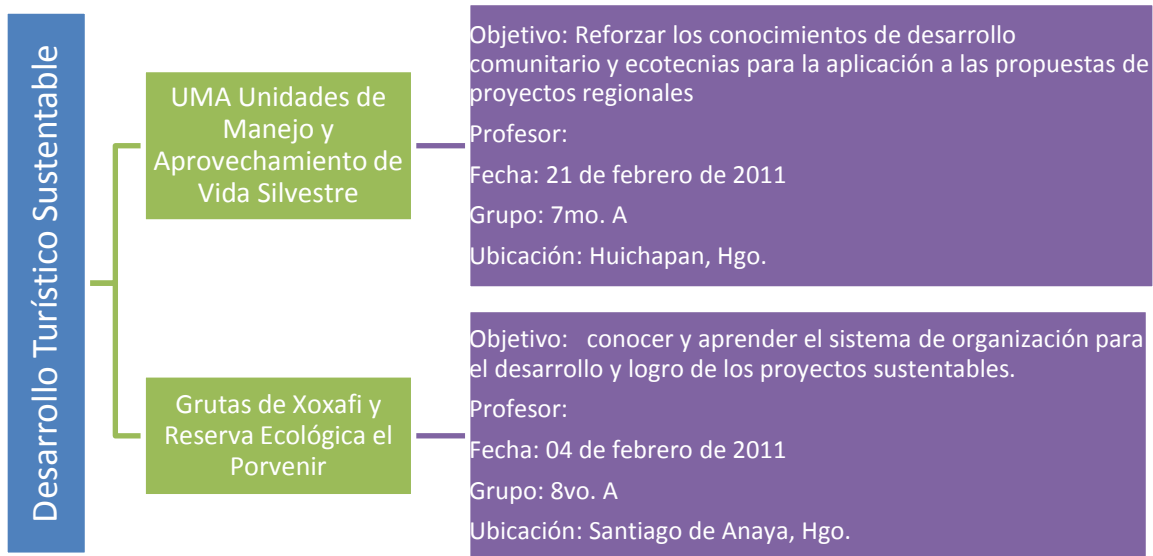 Desarrollo Turístico Sustentable
UMA Unidades de
Manejo y
Aprovechamiento de
Vida Silvestre
Objetivo: Reforzar los conocimientos de desarrollo
comunitario y ecotecnias para la aplicación a las propuestas de
proyectos regionales
Profesor:
Fecha: 21 de febrero de 2011
Grupo: 7mo. A
Ubicación: Huichapan, Hgo.
Grutas de Xoxafi y
Reserva Ecológica el
Porvenir
Objetivo:   conocer y aprender el sistema de organización para
el desarrollo y logro de los proyectos sustentables.
Profesor:
Fecha: 04 de febrero de 2011
Grupo: 8vo. A
Ubicación: Santiago de Anaya, Hgo.